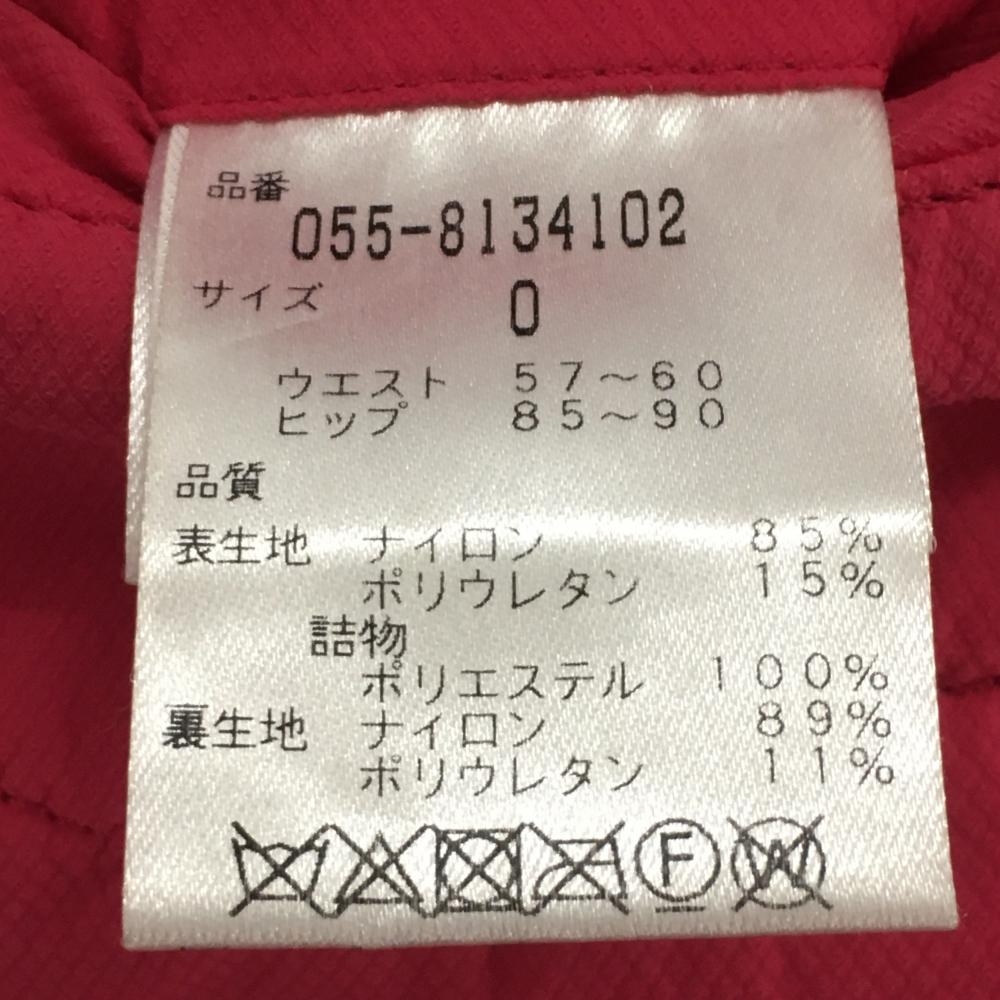 品番
055-8134102
サイズ 0
ウエスト 57～60
ヒップ 85～90
品質
表生地 ナイロン 85%
ポリウレタン 15%
詰物
ポリエステル 100%
裏生地 ナイロン 89%
ポリウレタン 11%
F W